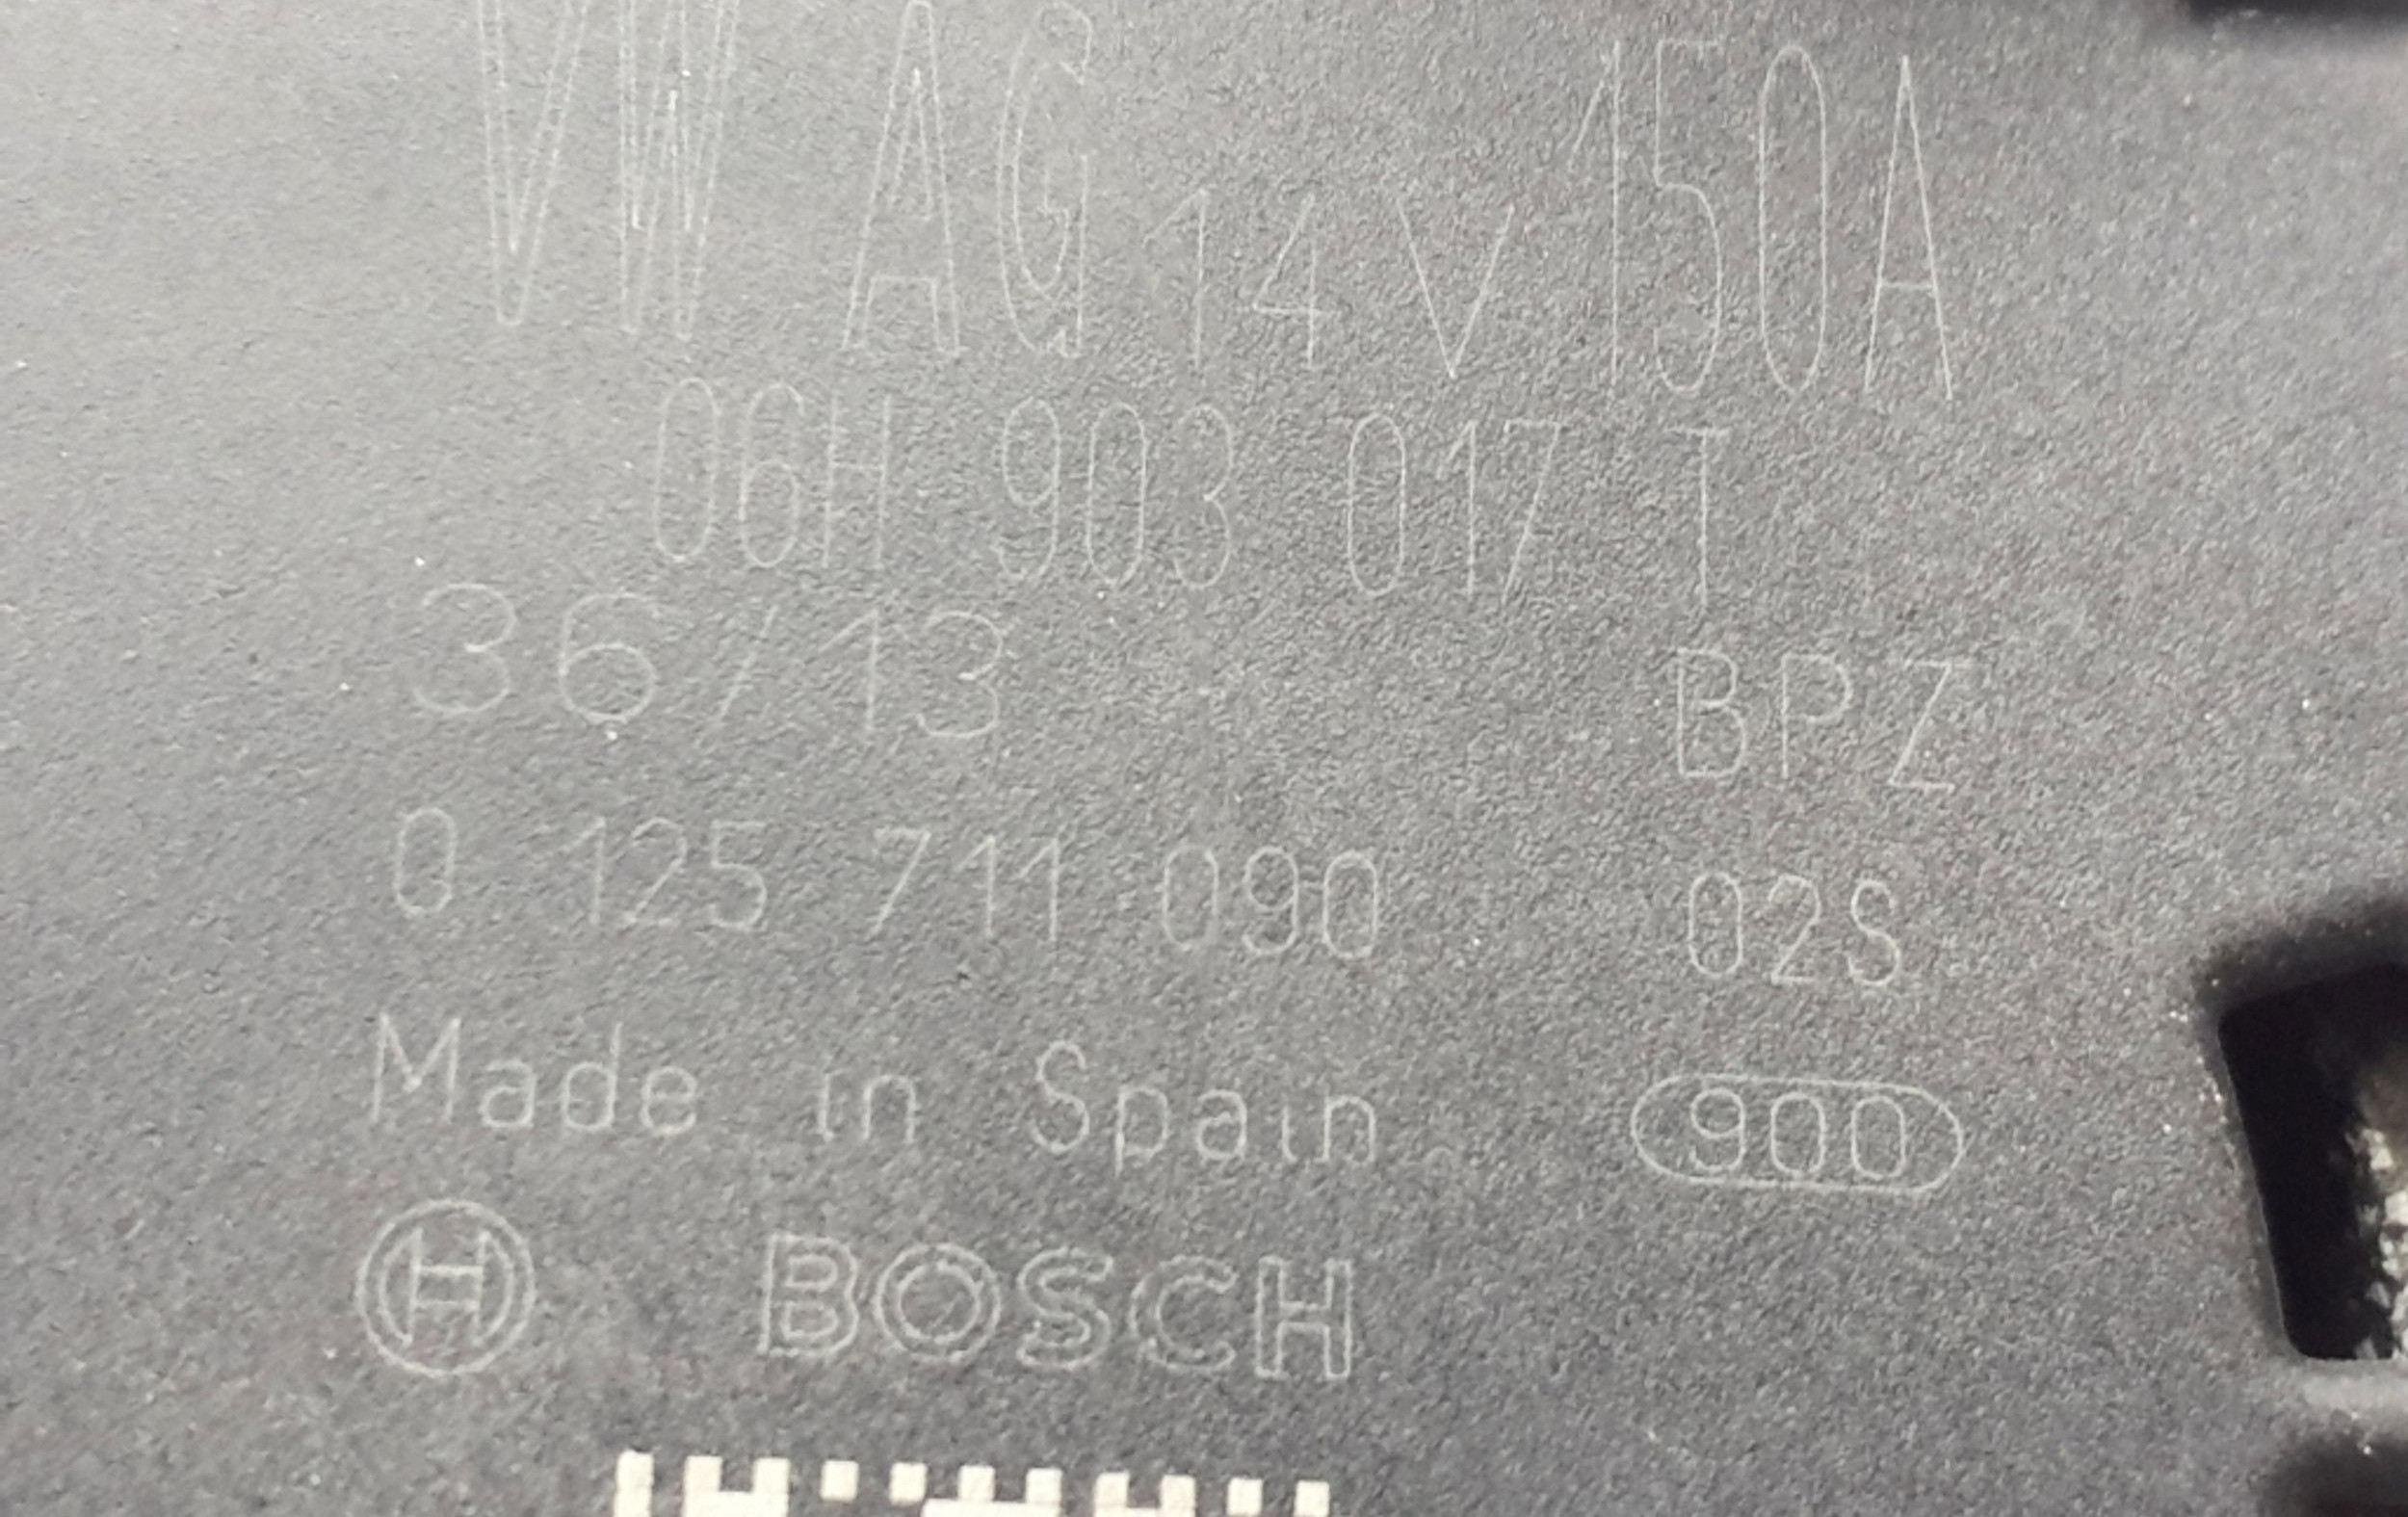 VW AG 14V 150A
06H 903 017 T
36/13 BPZ
0 125 711 090 02S
Made in Spain 900
H BOSCH